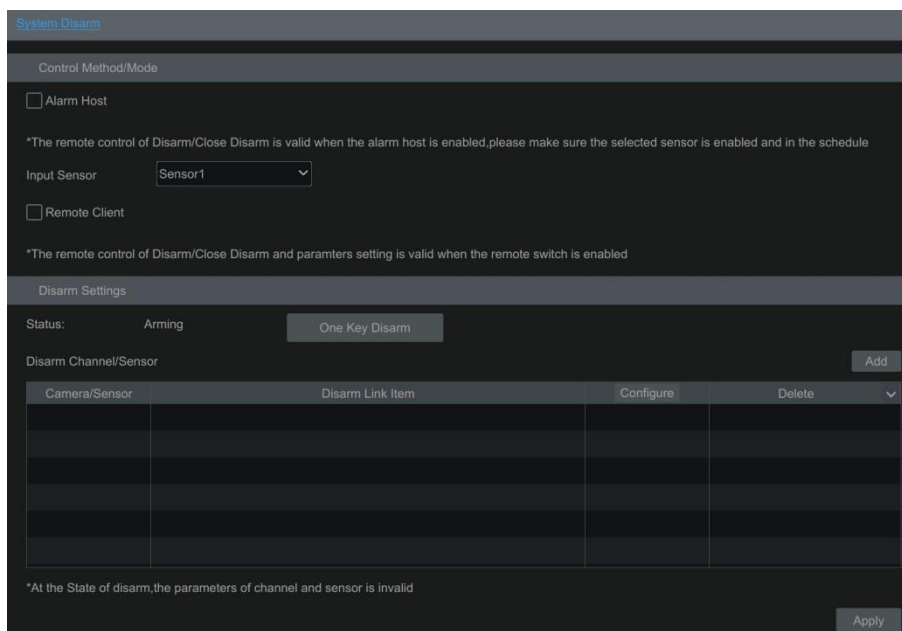 System Disarm
Control Method/Mode
Alarm Host
*The remote control of Disarm/Close Disarm is valid when the alarm host is enabled,please make sure the selected sensor is enabled and in the schedule
Input Sensor Sensor1
Remote Client
*The remote control of Disarm/Close Disarm and paramters setting is valid when the remote switch is enabled
Disarm Settings
Status: Arming One Key Disarm
Disarm Channel/Sensor Add
Camera/Sensor Disarm Link Item Configure Delete
*At the State of disarm,the parameters of channel and sensor is invalid
Apply